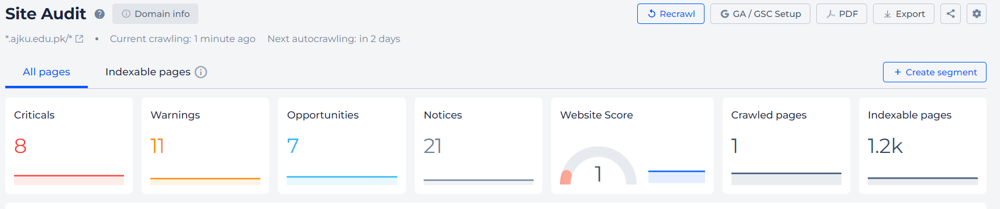 Site Audit
Domain info
Recrawl
GA / GSC Setup
PDF
Export
*.ajku.edu.pk/*
Current crawling: 1 minute ago
Next autocrawling: in 2 days
All pages
Indexable pages
+ Create segment
Criticals
8
Warnings
11
Opportunities
7
Notices
21
Website Score
1
Crawled pages
1
Indexable pages
1.2k